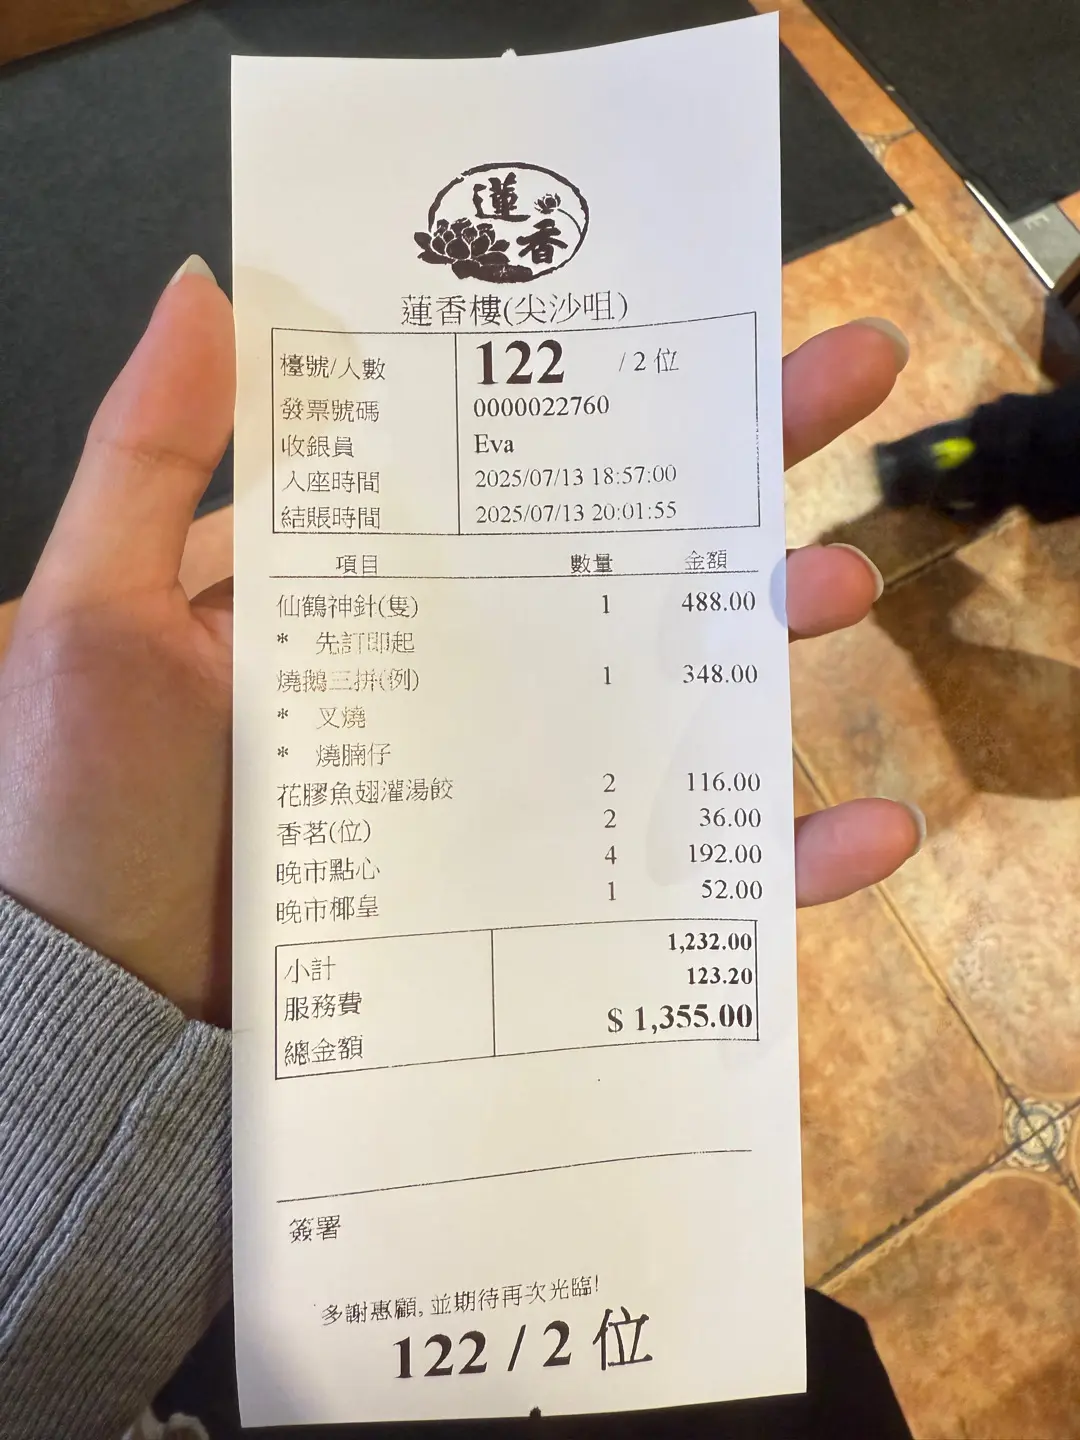 蓮香
蓮香樓(尖沙咀)
檯號/人數 122 / 2 位
發票號碼 0000022760
收銀員 Eva
入座時間 2025/07/13 18:57:00
結賬時間 2025/07/13 20:01:55
項目 數量 金額
仙鶴神針(隻) 1 488.00
* 先訂即起
燒鵝三拼(例) 1 348.00
* 叉燒
* 燒腩仔
花膠魚翅灌湯餃 2 116.00
香茗(位) 2 36.00
晚市點心 4 192.00
晚市椰皇 1 52.00
小計 1,232.00
服務費 123.20
總金額 $ 1,355.00
簽署
多謝惠顧, 並期待再次光臨!
122 / 2 位